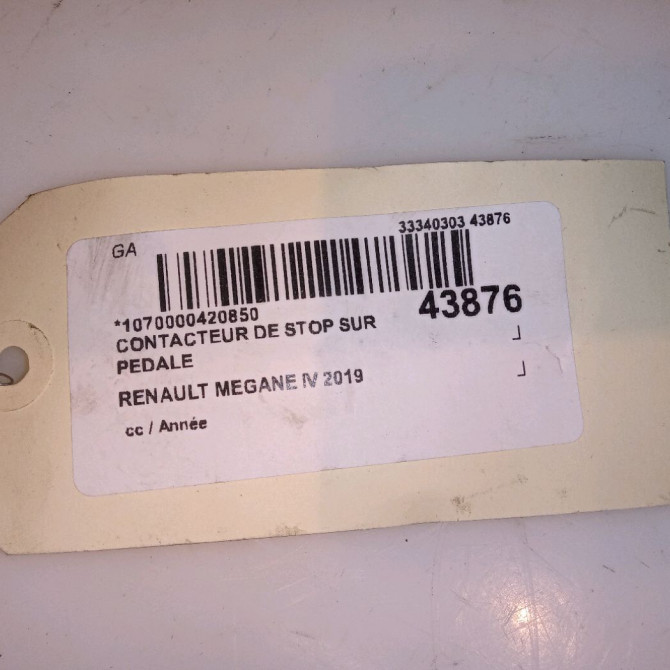 33340303 43876
GA
*1070000420850
43876
CONTACTEUR DE STOP SUR
PEDALE
RENAULT MEGANE IV 2019
cc / Année